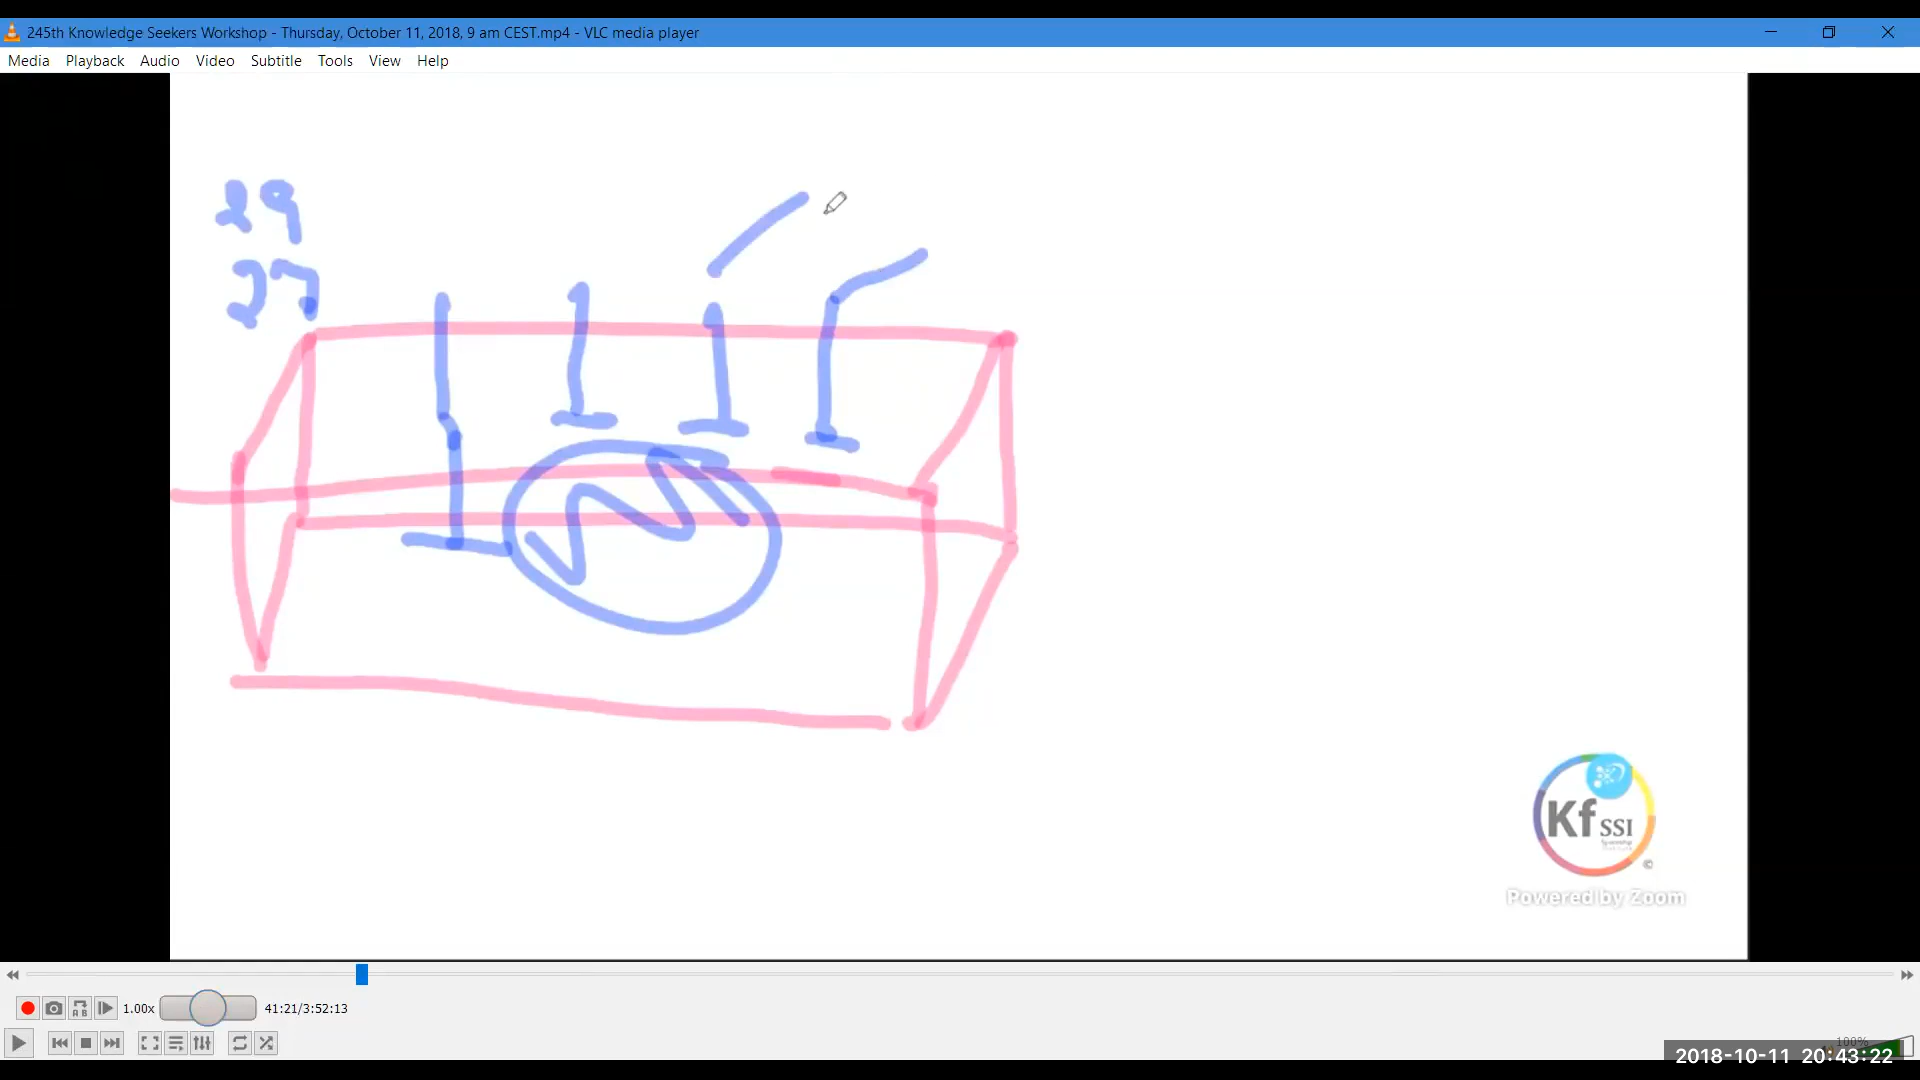 245th Knowledge Seekers Workshop - Thursday, October 11, 2018, 9 am CEST.mp4 - VLC media player
Media Playback Audio Video Subtitle Tools View Help
29
27
Kf SSI
©
Powered by Zoom
1.00x
41:21/3:52:13
100%
2018-10-11 20:43:22